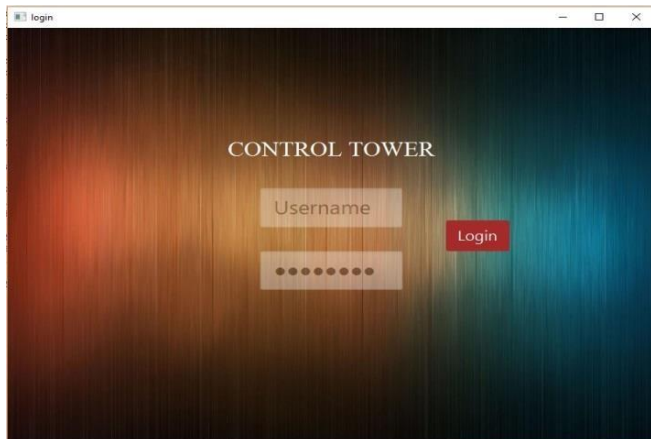 login
CONTROL TOWER
Username
●●●●●●●●
Login